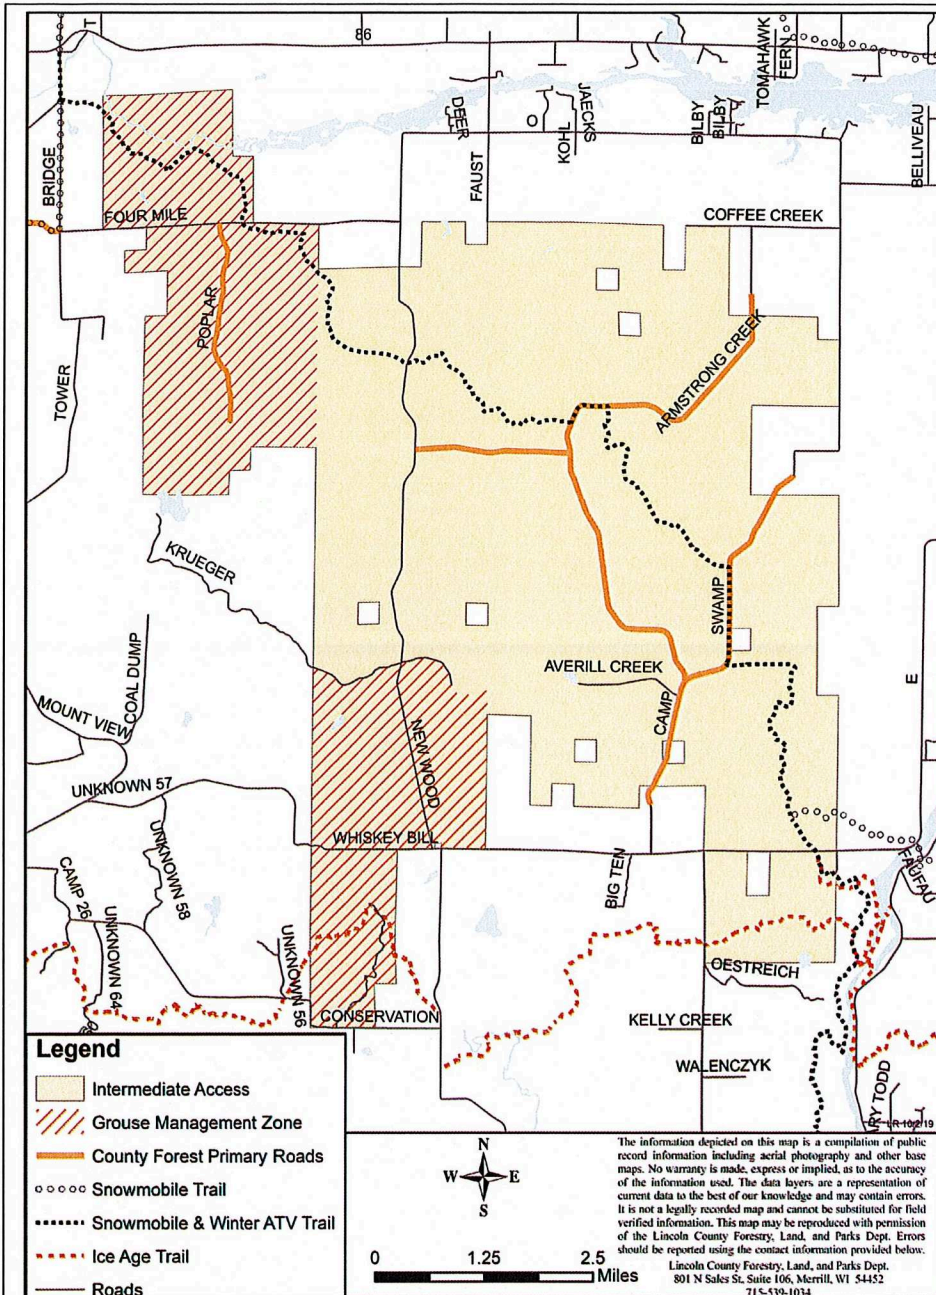 T
86
TOMAHAWK
FERN
DEER
O
KOHL
JAECKS
BILBY
BILBY
BELLIVEAU
BRIDGE
FAUST
FOUR MILE
COFFEE CREEK
POPLAR
TOWER
ARMSTRONG CREEK
KRUEGER
SWAMP
COAL DUMP
AVERILL CREEK
E
MOUNT VIEW
NEW WOOD
CAMP
UNKNOWN 57
WHISKEY BILL
UNKNOWN 58
FAUFAU
CAMP 26
BIG TEN
UNKNOWN 64
UNKNOWN 56
OESTREICH
CONSERVATION
KELLY CREEK
WALENCZYK
RY TODD
LR 10/2/19
Legend
Intermediate Access
Grouse Management Zone
County Forest Primary Roads
Snowmobile Trail
Snowmobile & Winter ATV Trail
Ice Age Trail
Roads
N
W E
S
0 1.25 2.5
Miles
The information depicted on this map is a compilation of public
record information including aerial photography and other base
maps. No warranty is made, express or implied, as to the accuracy
of the information used. The data layers are a representation of
current data to the best of our knowledge and may contain errors.
It is not a legally recorded map and cannot be substituted for field
verified information. This map may be reproduced with permission
of the Lincoln County Forestry, Land, and Parks Dept. Errors
should be reported using the contact information provided below.
Lincoln County Forestry, Land, and Parks Dept.
801 N Sales St, Suite 106, Merrill, WI 54452
715-539-1034